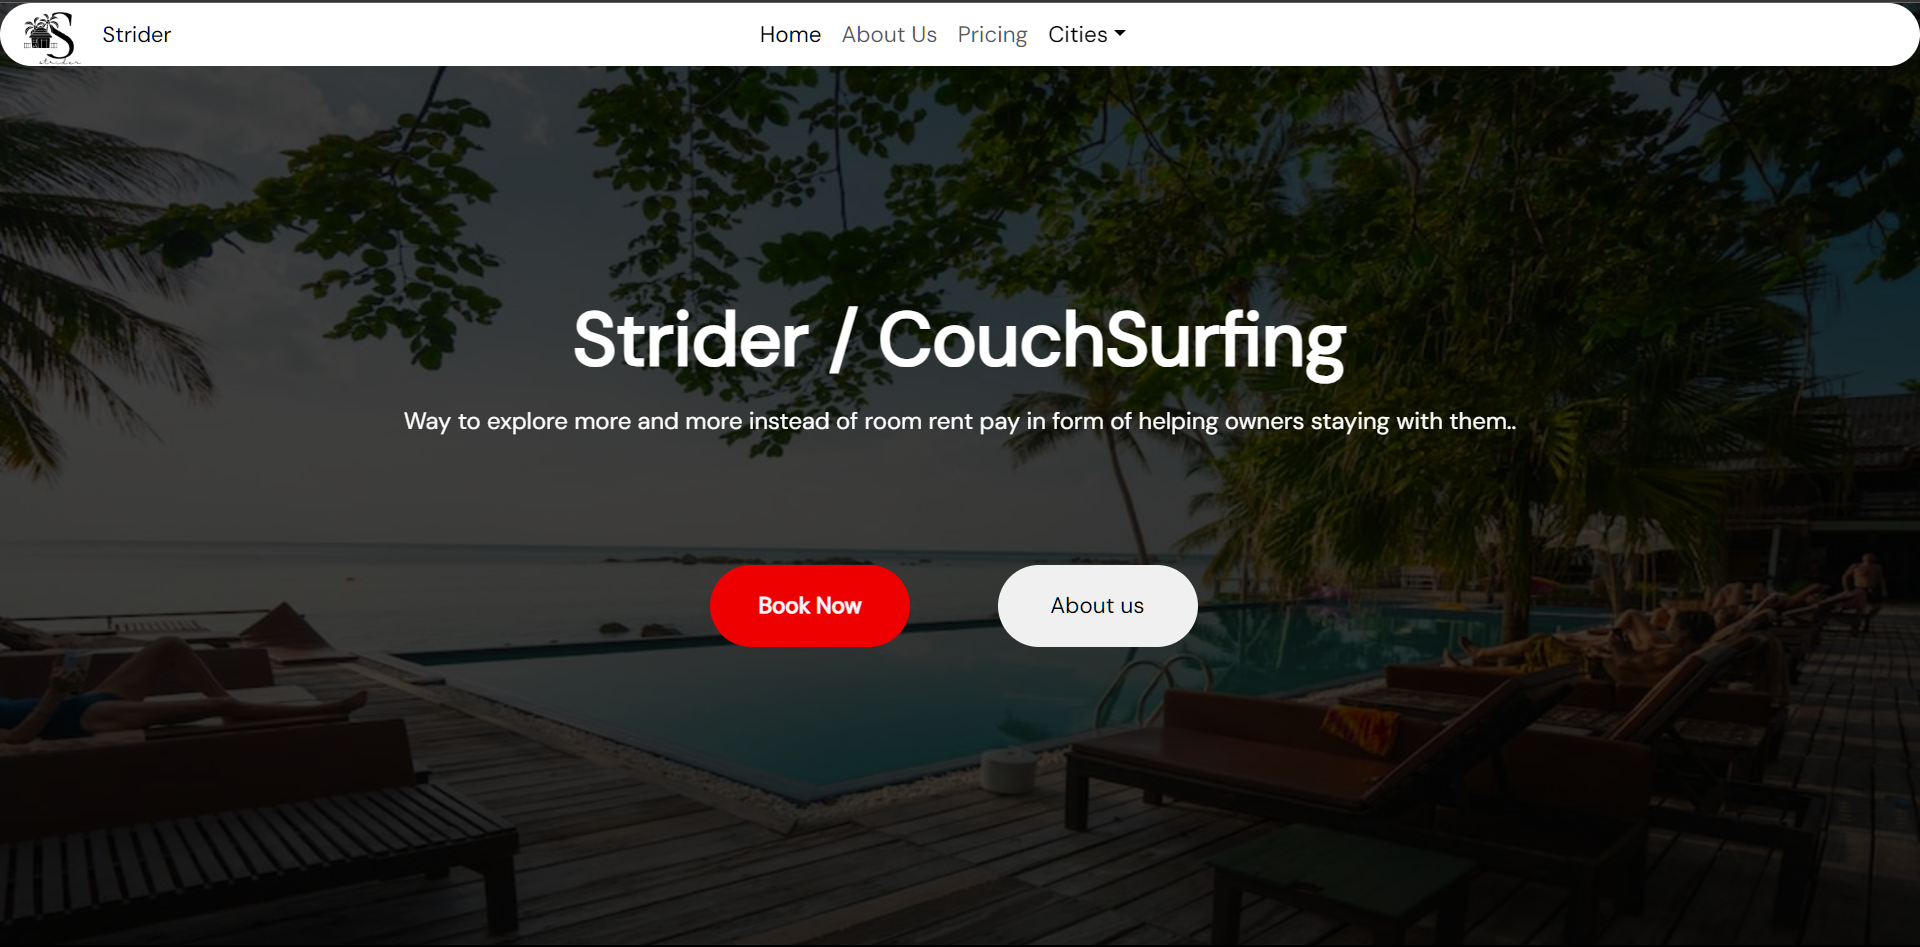 S
strider
Strider
Home About Us Pricing Cities
Strider / CouchSurfing
Way to explore more and more instead of room rent pay in form of helping owners staying with them..
Book Now About us